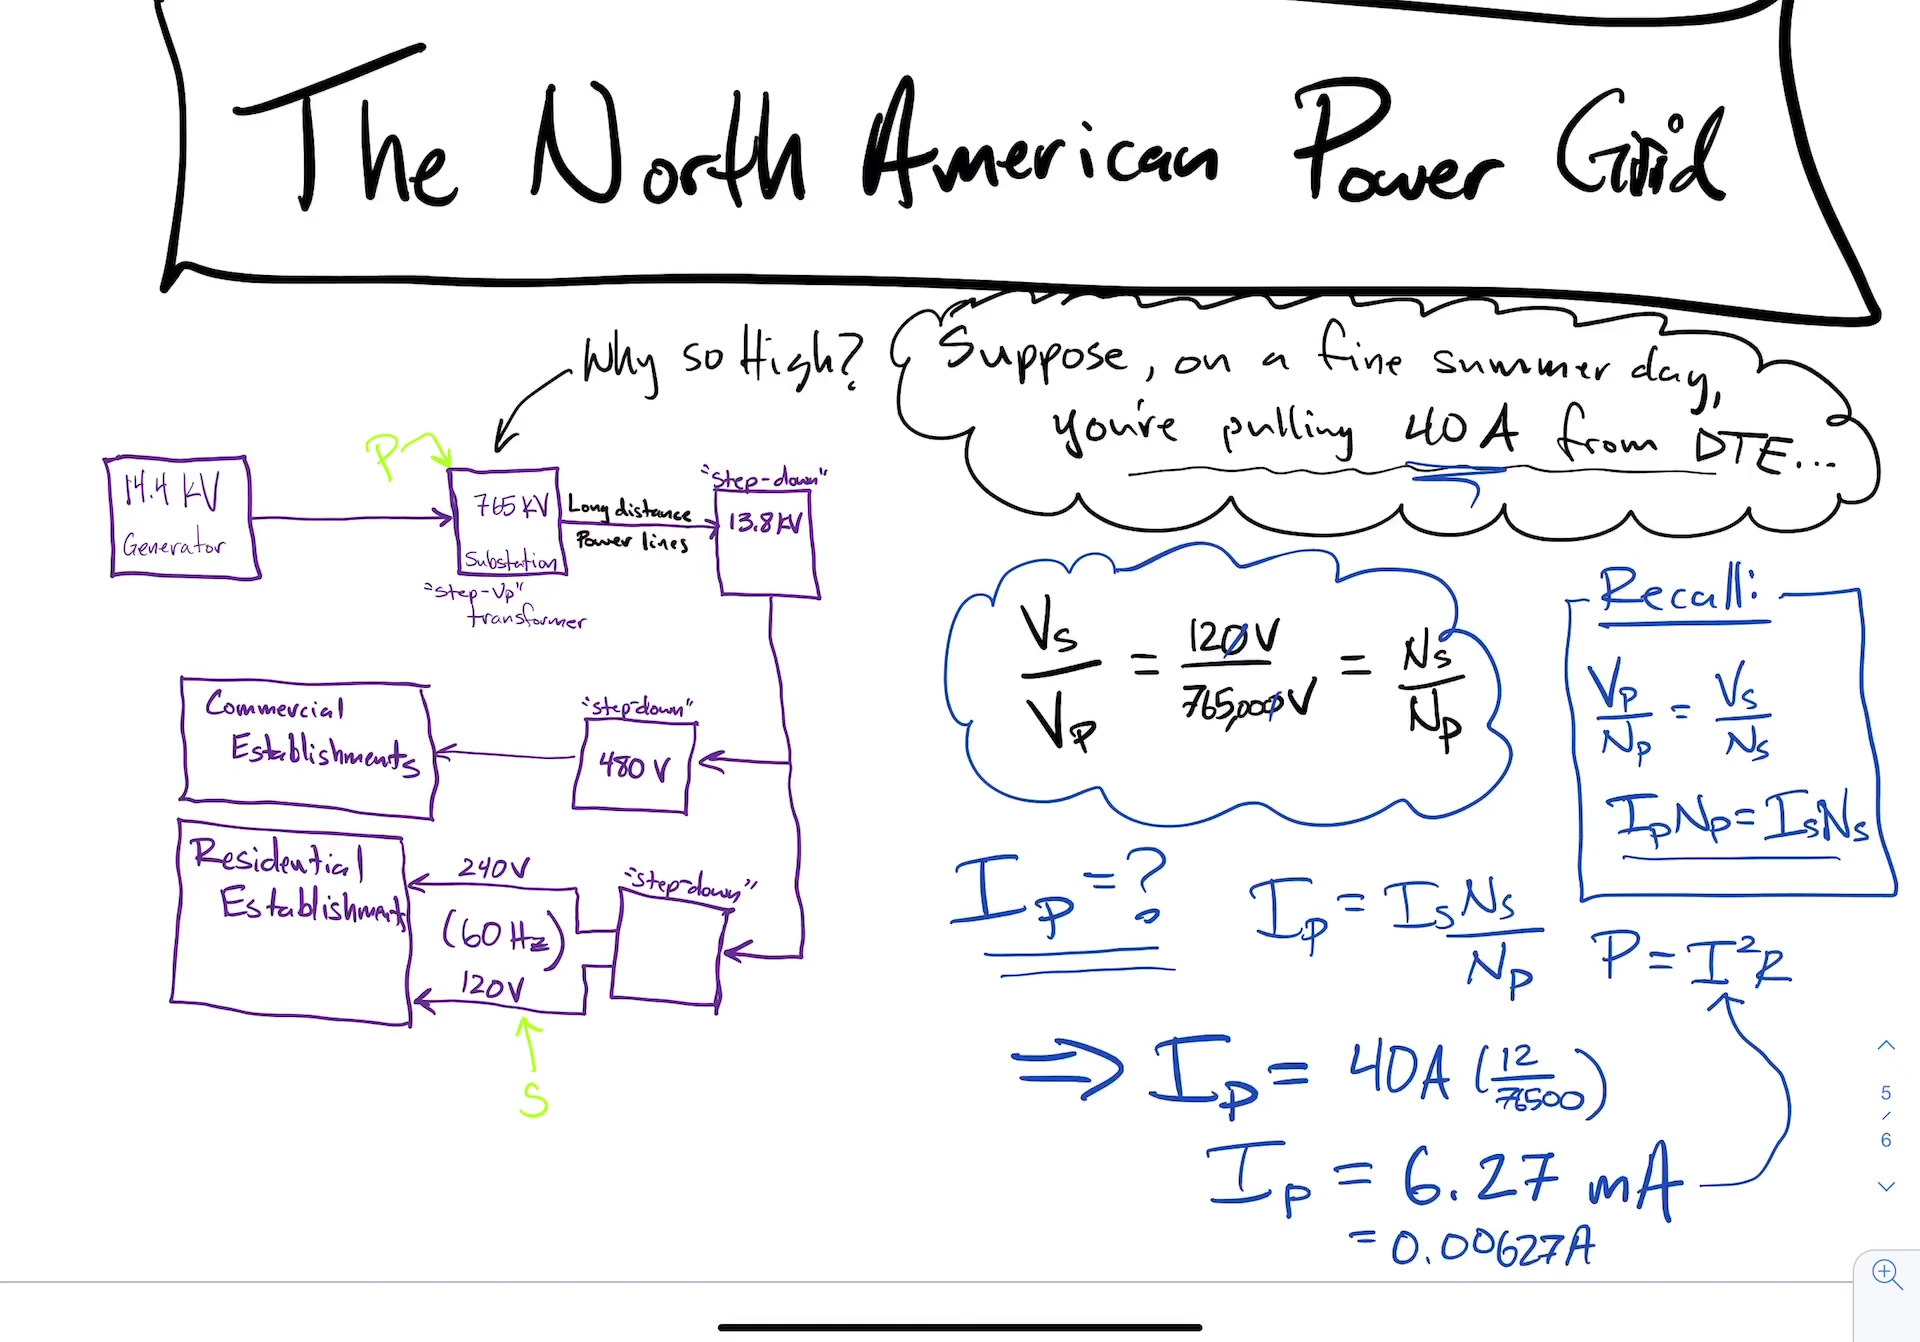 The North American Power Grid
Why so High?
Suppose, on a fine summer day,
you're pulling 40 A from DTE...
P
14.4 kV
Generator
765 KV
Substation
"Step-Up"
transformer
Long distance
Power lines
"Step-down"
13.8 kV
Commercial
Establishments
"step-down"
480 V
Residential
Establishments
240V
(60 Hz)
120V
"step-down"
S
Vs/Vp = 120V/765,000V = Ns/Np
Recall:
Vp/Np = Vs/Ns
IpNp = IsNs
Ip = ?
Ip = Is Ns/Np
P = I²R
⇒ Ip = 40A (12/76500)
Ip = 6.27 mA
= 0.00627A
5
/
6